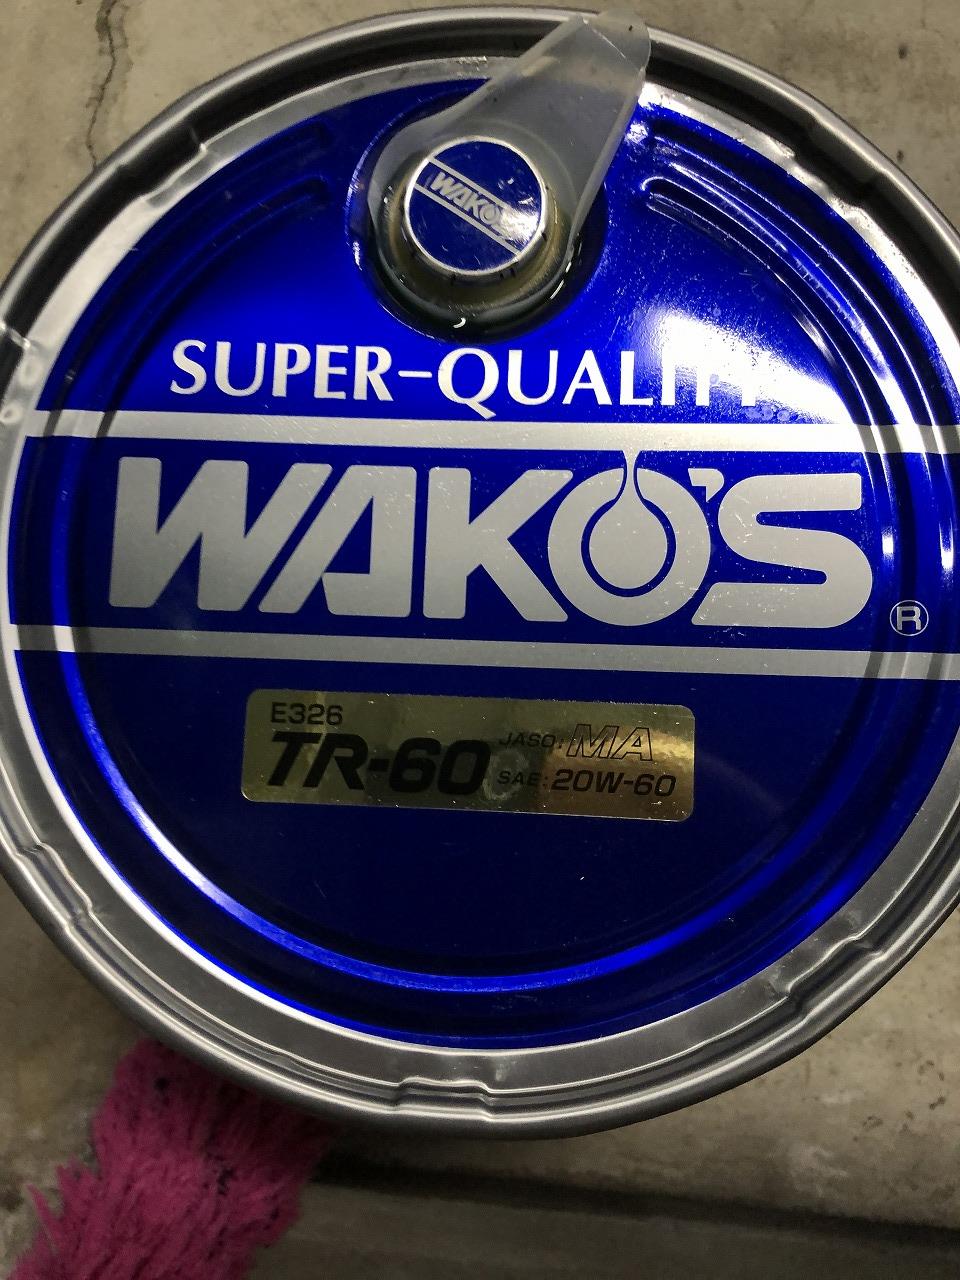 WAKO'S
SUPER-QUALITY
WAKO'S®
E326
TR-60
JASO: MA
SAE: 20W-60